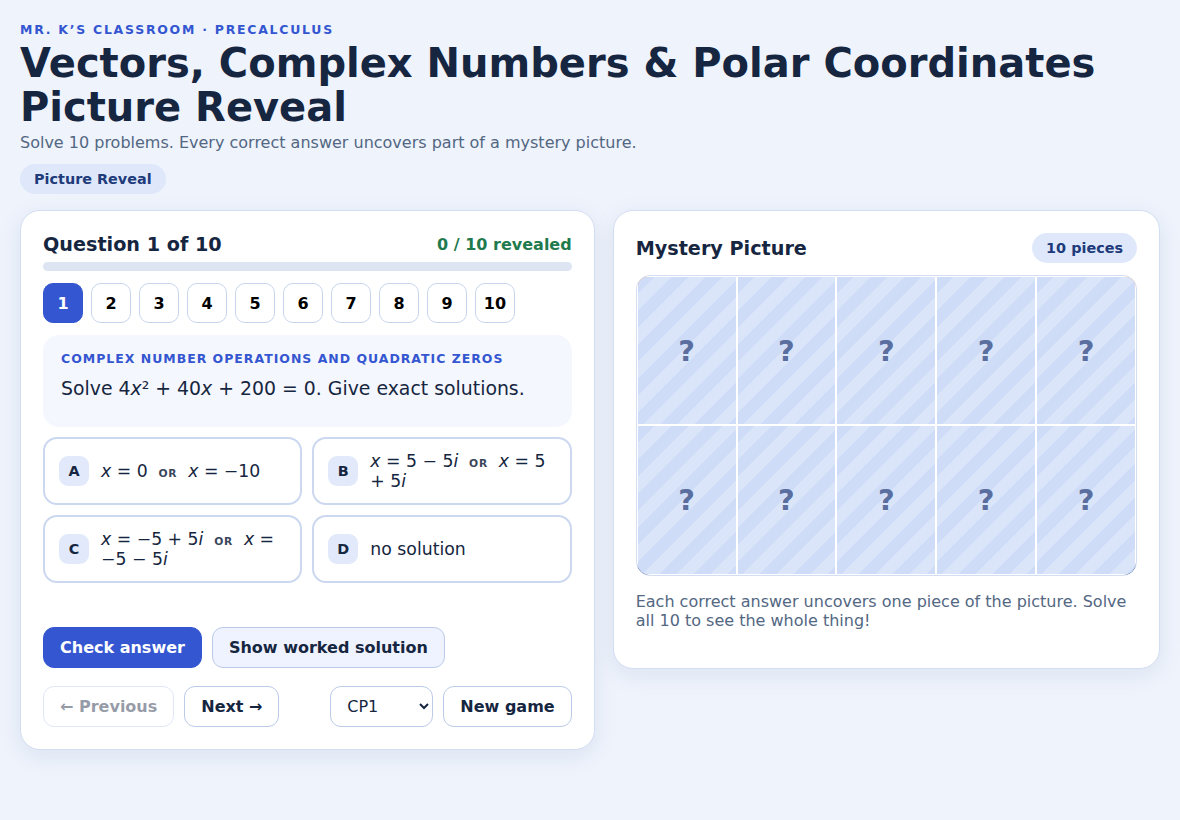 MR. K’S CLASSROOM · PRECALCULUS
Vectors, Complex Numbers & Polar Coordinates
Picture Reveal
Solve 10 problems. Every correct answer uncovers part of a mystery picture.
Picture Reveal
Question 1 of 10
0 / 10 revealed
1 2 3 4 5 6 7 8 9 10
COMPLEX NUMBER OPERATIONS AND QUADRATIC ZEROS
Solve 4x² + 40x + 200 = 0. Give exact solutions.
A x = 0 OR x = −10
B x = 5 − 5i OR x = 5
+ 5i
C x = −5 + 5i OR x =
−5 − 5i
D no solution
Check answer
Show worked solution
← Previous
Next →
CP1
New game
Mystery Picture
10 pieces
? ? ? ? ?
? ? ? ? ?
Each correct answer uncovers one piece of the picture. Solve
all 10 to see the whole thing!